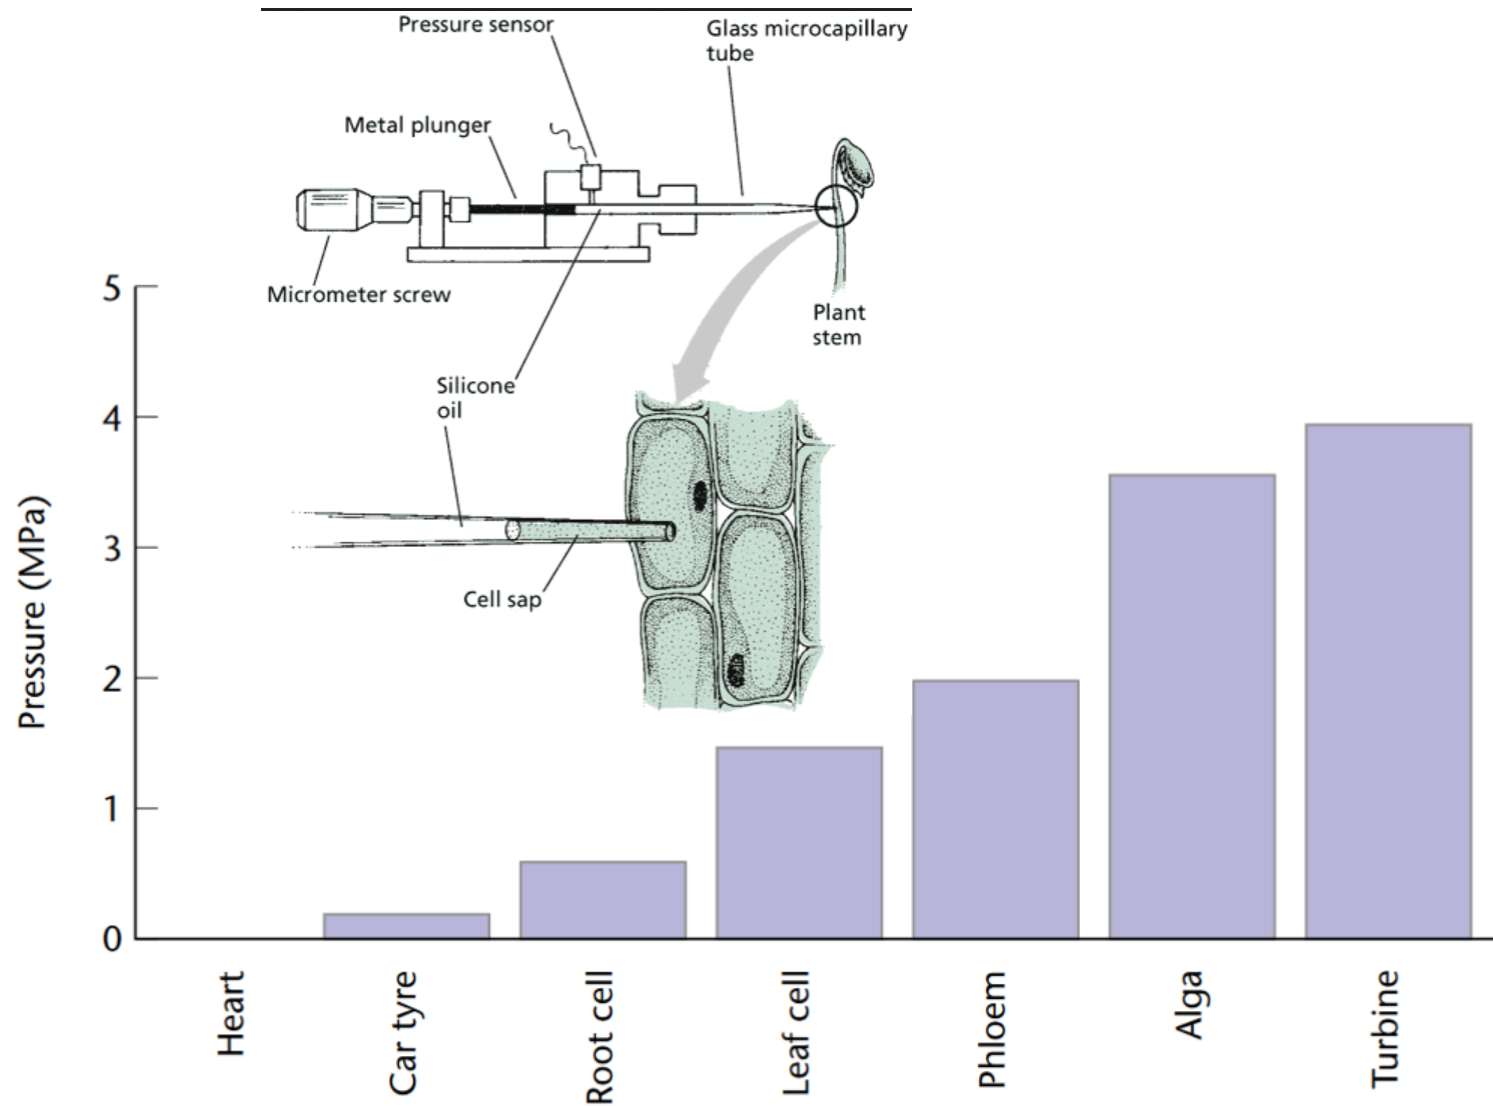 Pressure sensor
Glass microcapillary
tube
Metal plunger
Micrometer screw
Plant
stem
Silicone
oil
Cell sap
Pressure (MPa)
5
4
3
2
1
0
Heart
Car tyre
Root cell
Leaf cell
Phloem
Alga
Turbine